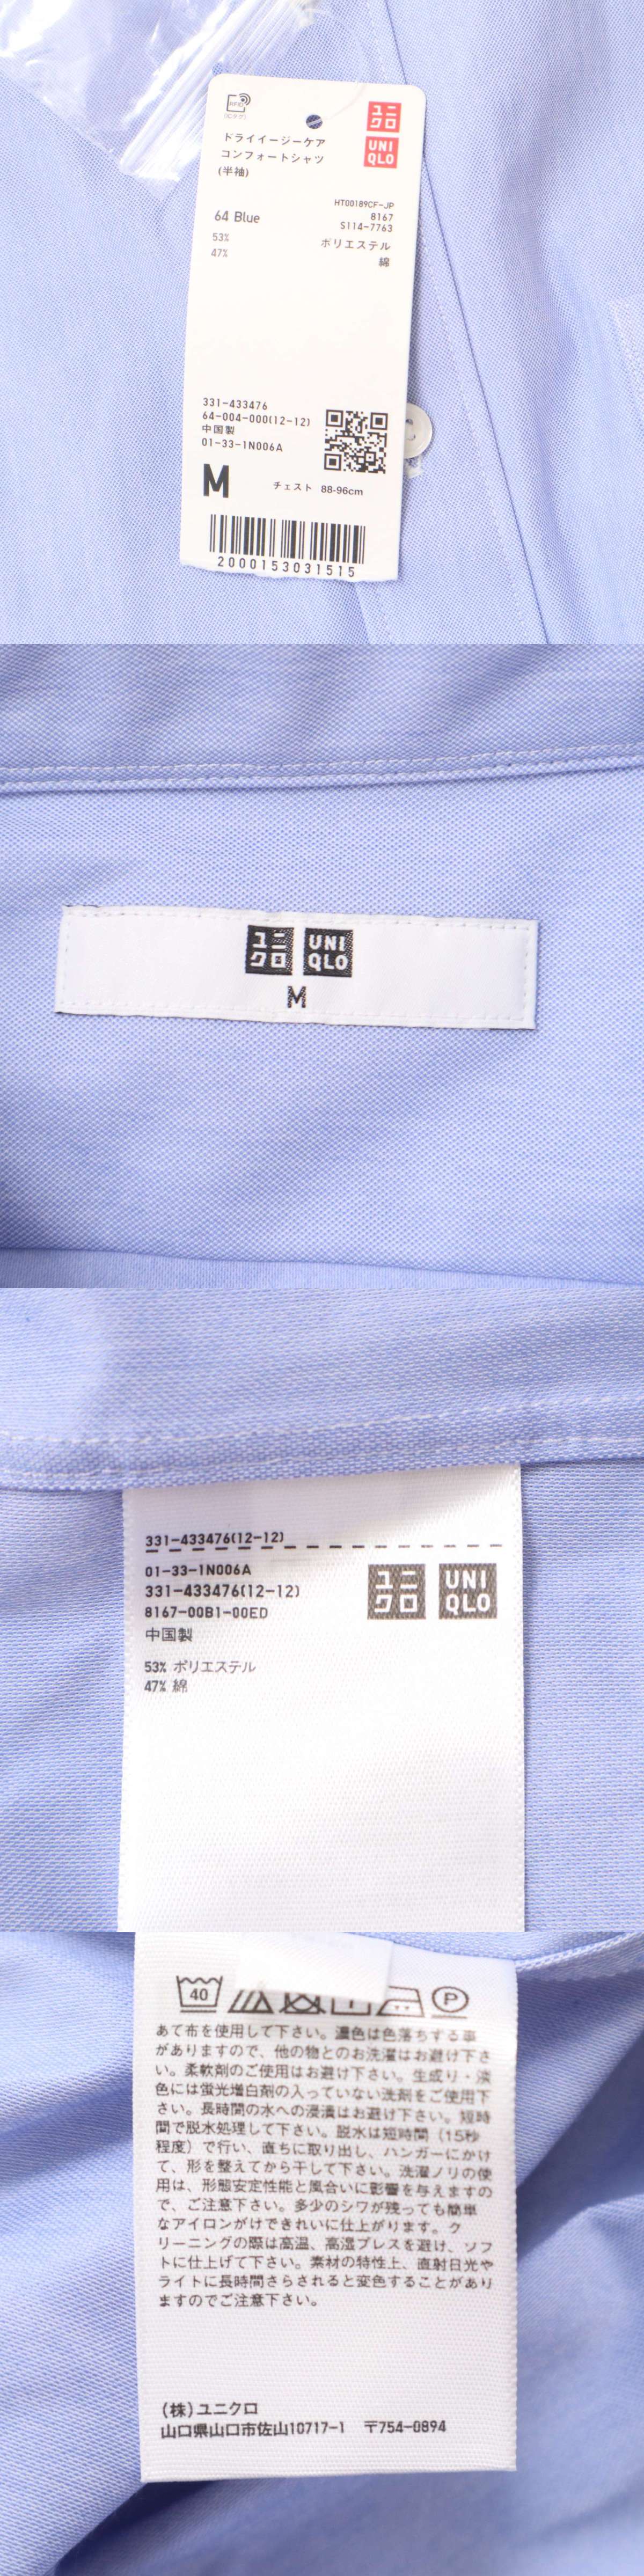 RFID
(ICタグ)
ユニ
クロ
UNI
QLO
ドライイージーケア
コンフォートシャツ
(半袖)
HT00189CF-JP
8167
S114-7763
64 Blue
53%
ポリエステル
47%
綿
331-433476
64-004-000(12-12)
中国製
01-33-1N006A
M
チェスト 88-96cm
2000153031515
ユニ
クロ
UNI
QLO
M
331-433476(12-12)
01-33-1N006A
331-433476(12-12)
8167-00B1-00ED
中国製
53% ポリエステル
47% 綿
ユニ
クロ
UNI
QLO
40
P
あて布を使用して下さい。濃色は色落ちする事
がありますので、他の物とのお洗濯はお避け下さ
い。柔軟剤のご使用はお避け下さい。生成り・淡
色には蛍光増白剤の入っていない洗剤をご使用下
さい。長時間の水への浸漬はお避け下さい。短時
間で脱水処理して下さい。脱水は短時間（15秒
程度）で行い、直ちに取り出し、ハンガーにかけ
て、形を整えてから干して下さい。洗濯ノリの使
用は、形態安定性能と風合いに影響を与えますの
で、ご注意下さい。多少のシワが残っても簡単
なアイロンがけできれいに仕上がります。ク
リーニングの際は高温、高湿プレスを避け、ソフ
トに仕上げて下さい。素材の特性上、直射日光や
ライトに長時間さらされると変色することがあり
ますのでご注意下さい。
(株)ユニクロ
山口県山口市佐山10717-1 〒754-0894